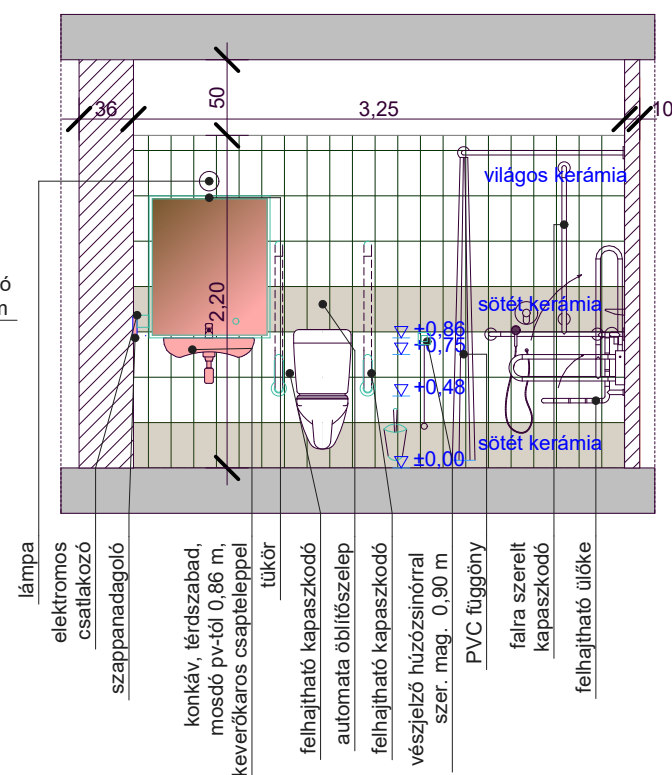 36
50
3,25
10
világos kerámia
ó
m
2,20
sötét kerámia
+0,86
+0,75
+0,48
sötét kerámia
±0,00
lámpa
elektromos
csatlakozó
szappanadagoló
konkáv, térdszabad,
mosdó pv-tól 0,86 m,
keverőkaros csapteleppel
tükör
felhajtható kapaszkodó
automata öblítőszelep
felhajtható kapaszkodó
vészjelző húzózsinórral
szer. mag. 0,90 m
PVC függöny
falra szerelt
kapaszkodó
felhajtható ülőke